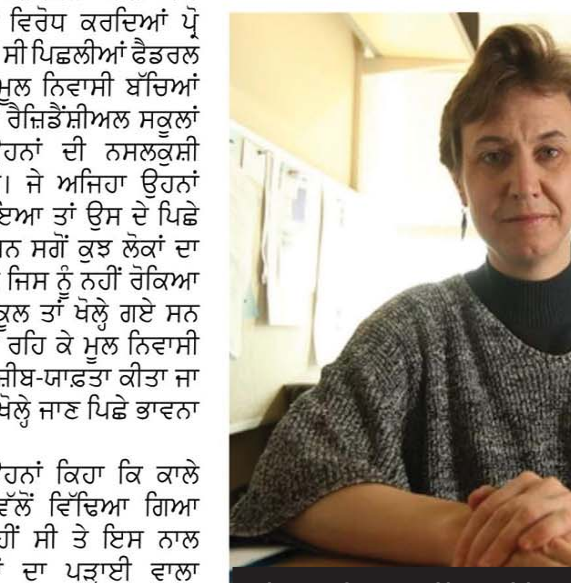 ਵਿਰੋਧ ਕਰਦਿਆਂ ਪ੍ਰੋ
ਸੀ ਪਿਛਲੀਆਂ ਫੈਡਰਲ
ਮੂਲ ਨਿਵਾਸੀ ਬੱਚਿਆਂ
ਰੈਜ਼ਿਡੈਂਸ਼ੀਅਲ ਸਕੂਲਾਂ
ਹਨਾਂ ਦੀ ਨਸਲਕੁਸ਼ੀ
। ਜੇ ਅਜਿਹਾ ਉਹਨਾਂ
ਇਆ ਤਾਂ ਉਸ ਦੇ ਪਿਛੇ
ਨ ਸਗੋਂ ਕੁਝ ਲੋਕਾਂ ਦਾ
ਜਿਸ ਨੂੰ ਨਹੀਂ ਰੋਕਿਆ
ਕੂਲ ਤਾਂ ਖੋਲ੍ਹੇ ਗਏ ਸਨ
ਰਹਿ ਕੇ ਮੂਲ ਨਿਵਾਸੀ
ਜ਼ੀਬ-ਯਾਫ਼ਤਾ ਕੀਤਾ ਜਾ
ਖੋਲ੍ਹੇ ਜਾਣ ਪਿਛੇ ਭਾਵਨਾ
ਹਨਾਂ ਕਿਹਾ ਕਿ ਕਾਲੇ
ਵੱਲੋਂ ਵਿੱਢਿਆ ਗਿਆ
ਹੀਂ ਸੀ ਤੇ ਇਸ ਨਾਲ
ਦਾ ਪੜਾਈ ਵਾਲਾ